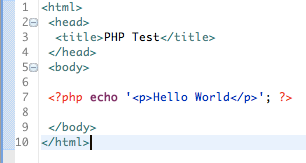 1 <html>
2 <head>
3 <title>PHP Test</title>
4 </head>
5 <body>
6
7 <?php echo '<p>Hello World</p>'; ?>
8
9 </body>
10 </html>